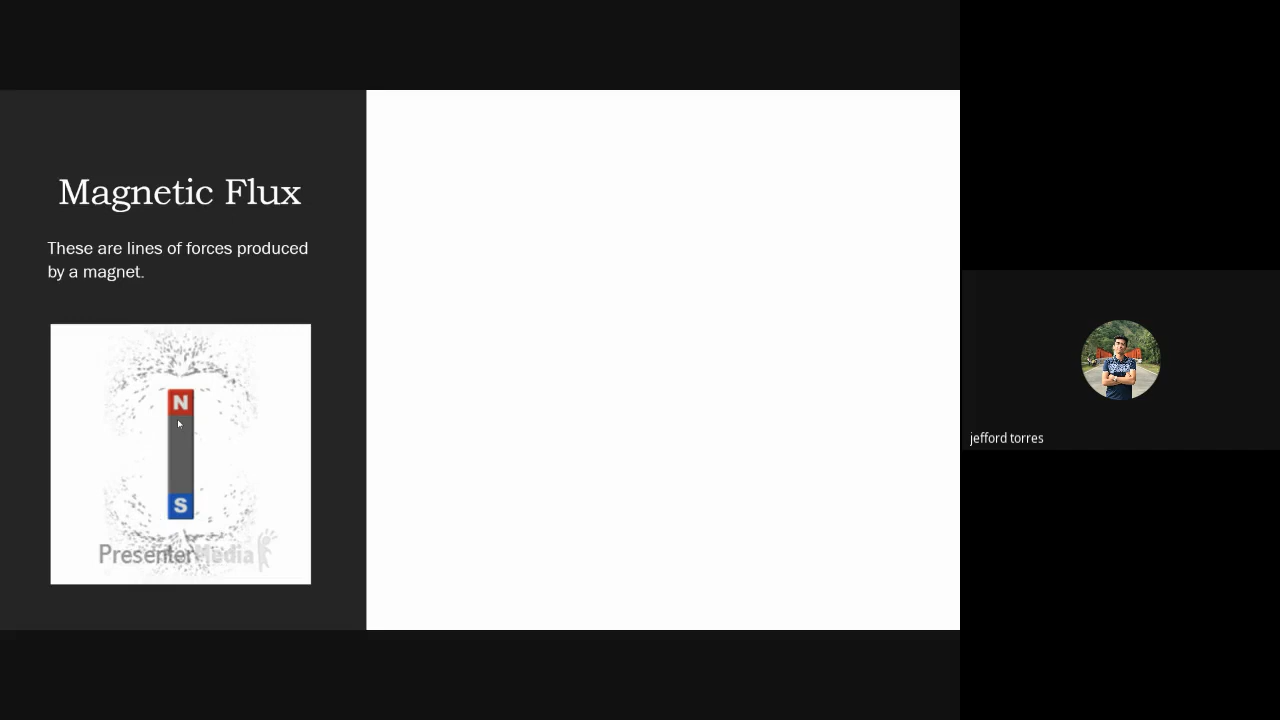 Magnetic Flux
These are lines of forces produced
by a magnet.
N
S
PresenterMedia
jefford torres